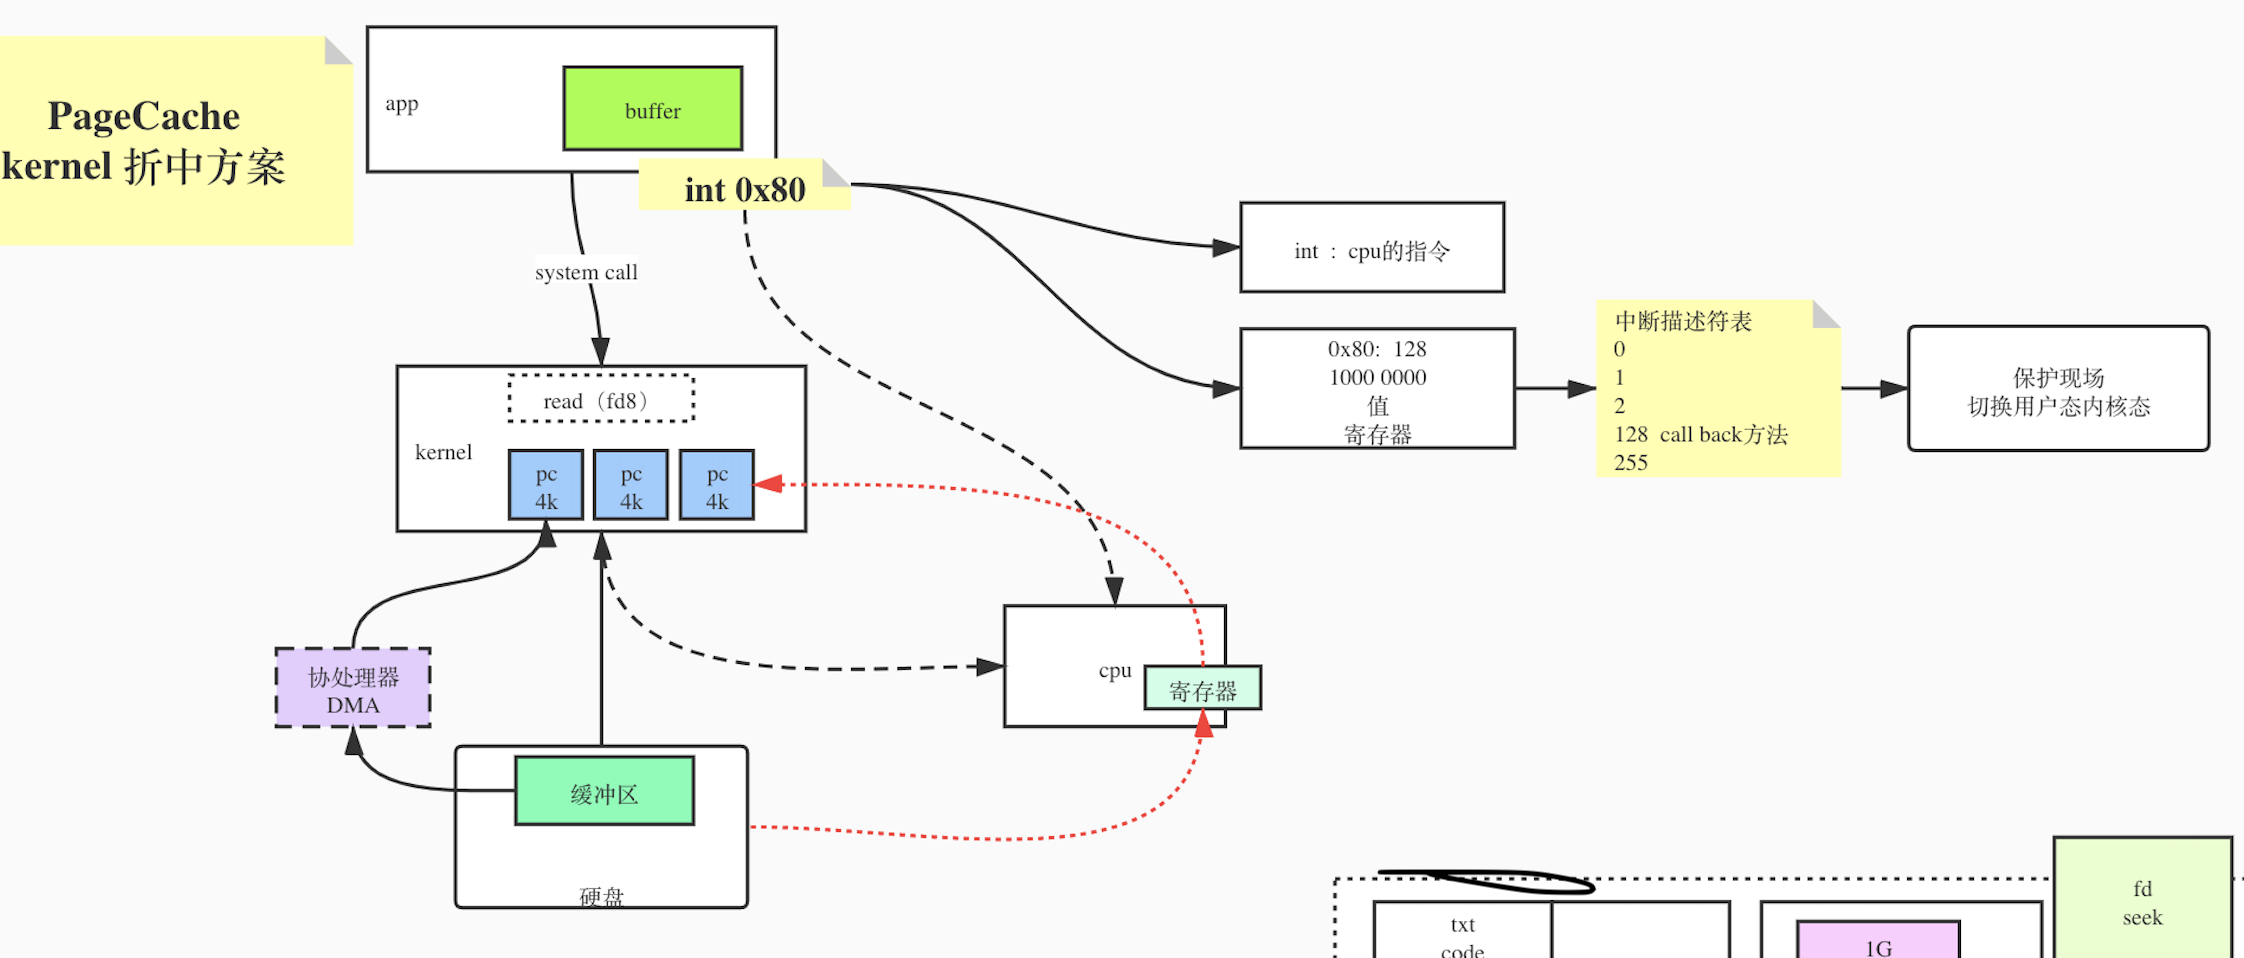 PageCache
kernel 折中方案
app
buffer
int 0x80
system call
int ： cpu的指令
0x80: 128
1000 0000
值
寄存器
中断描述符表
0
1
2
128 call back方法
255
保护现场
切换用户态内核态
read（fd8）
kernel
pc
4k
pc
4k
pc
4k
协处理器
DMA
cpu
寄存器
缓冲区
硬盘
txt
code
1G
fd
seek